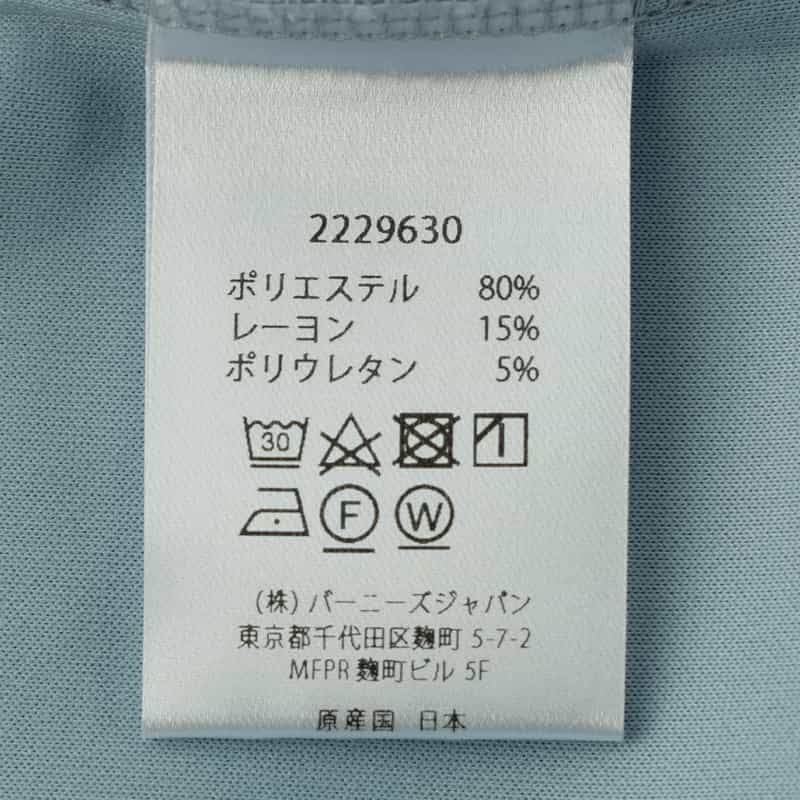 2229630
ポリエステル 80%
レーヨン 15%
ポリウレタン 5%
30
F W
(株) バーニーズジャパン
東京都千代田区麹町 5-7-2
MFPR 麹町ビル 5F
原産国 日本